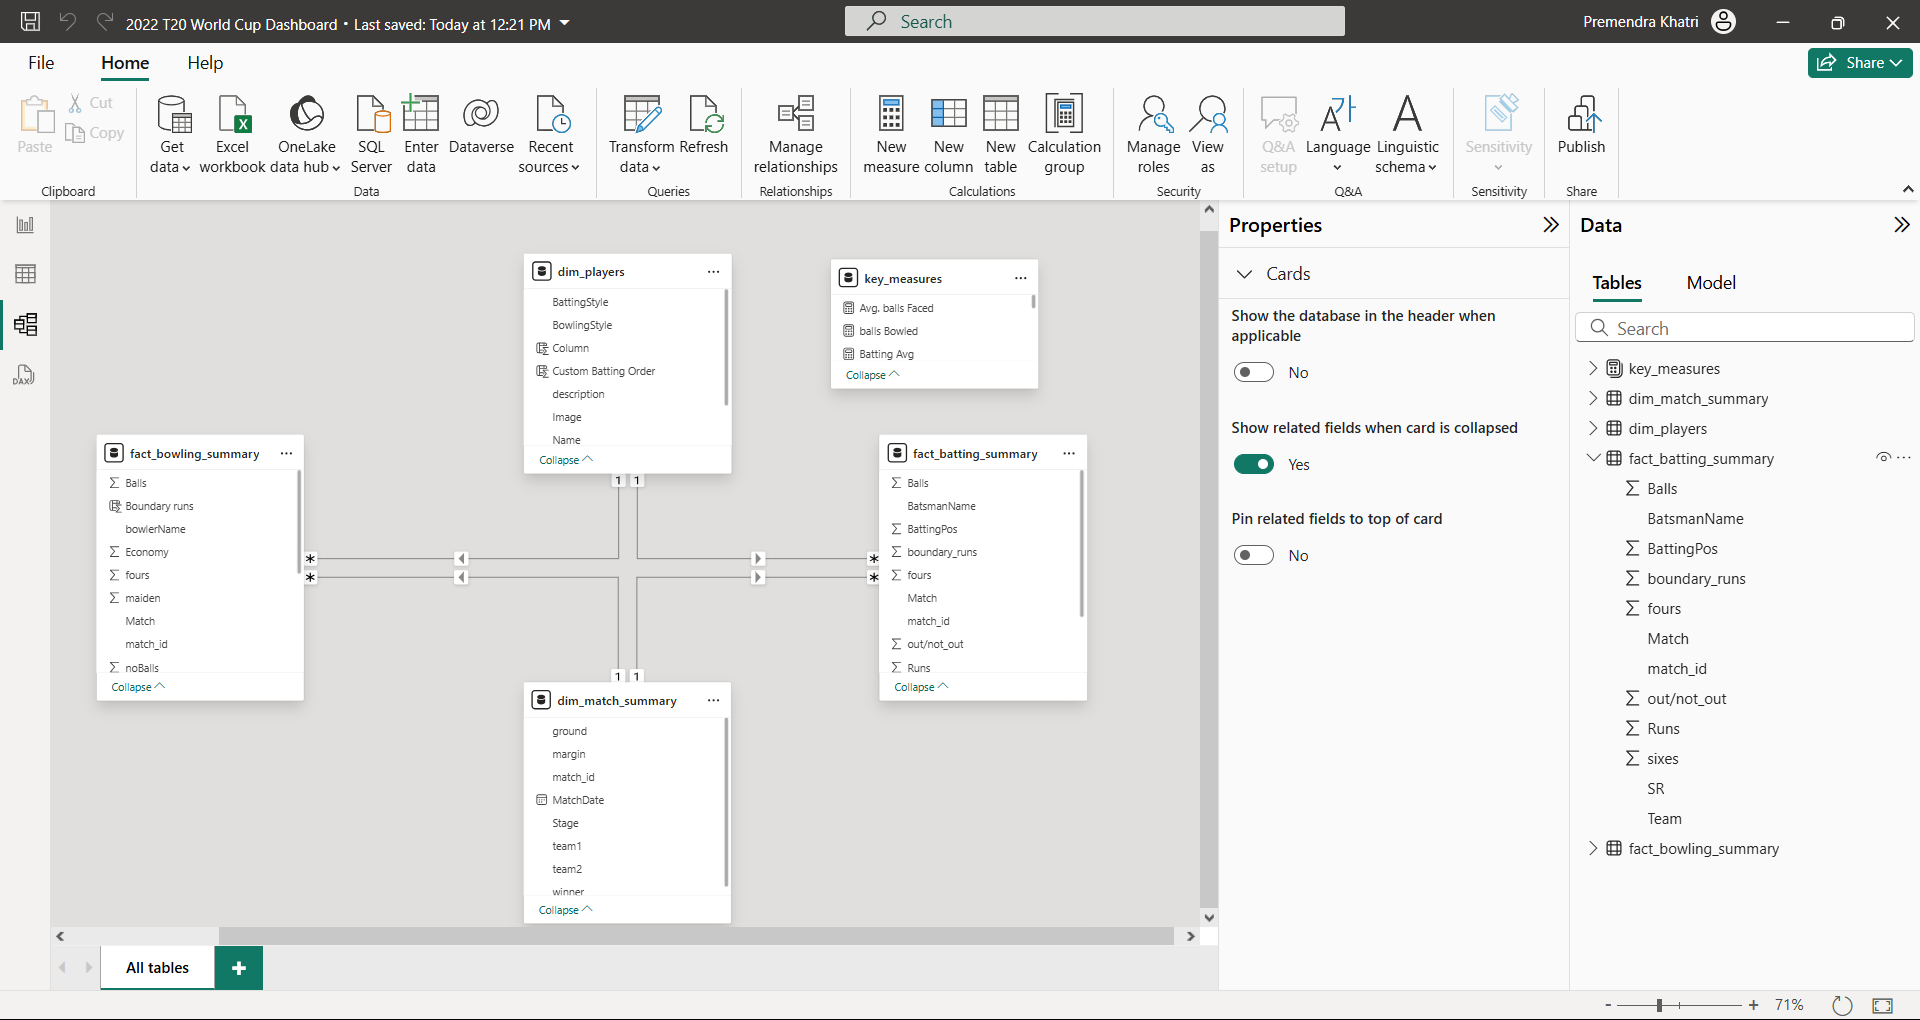 2022 T20 World Cup Dashboard • Last saved: Today at 12:21 PM
Search
Premendra Khatri
File
Home
Help
Share
Paste
Cut
Copy
Clipboard
Get data
Excel workbook
OneLake data hub
SQL Server
Enter data
Dataverse
Recent sources
Data
Transform data
Refresh
Queries
Manage relationships
Relationships
New measure
New column
New table
Calculation group
Calculations
Manage roles
View as
Security
Q&A setup
Language
Linguistic schema
Q&A
Sensitivity
Sensitivity
Publish
Share
DAX
dim_players
BattingStyle
BowlingStyle
Column
Custom Batting Order
description
Image
Name
Collapse
key_measures
Avg. balls Faced
balls Bowled
Batting Avg
Collapse
fact_bowling_summary
Balls
Boundary runs
bowlerName
Economy
fours
maiden
Match
match_id
noBalls
Collapse
fact_batting_summary
Balls
BatsmanName
BattingPos
boundary_runs
fours
Match
match_id
out/not_out
Runs
Collapse
1 1
* *
* *
1 1
dim_match_summary
ground
margin
match_id
MatchDate
Stage
team1
team2
winner
Collapse
All tables
Properties
Cards
Show the database in the header when
applicable
No
Show related fields when card is collapsed
Yes
Pin related fields to top of card
No
Data
Tables
Model
Search
key_measures
dim_match_summary
dim_players
fact_batting_summary
Balls
BatsmanName
BattingPos
boundary_runs
fours
Match
match_id
out/not_out
Runs
sixes
SR
Team
fact_bowling_summary
- + 71%